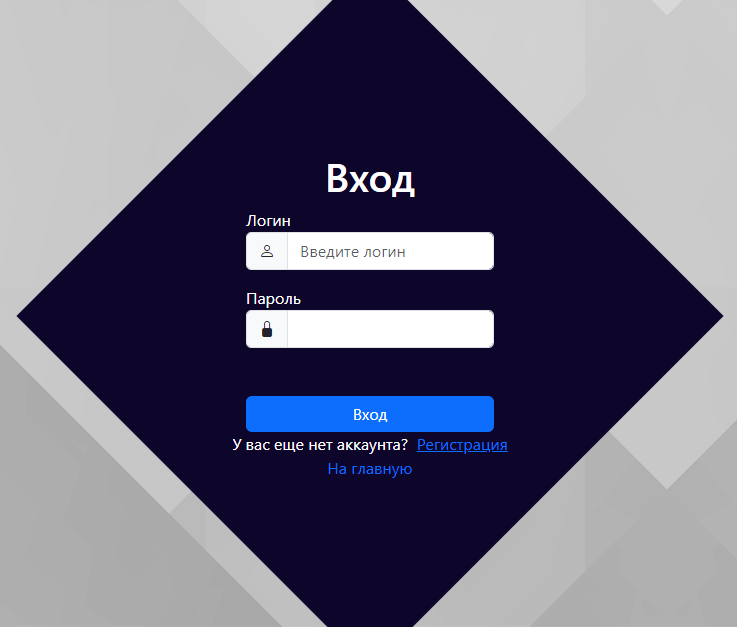 Вход
Логин
Введите логин
Пароль
Вход
У вас еще нет аккаунта? Регистрация
На главную